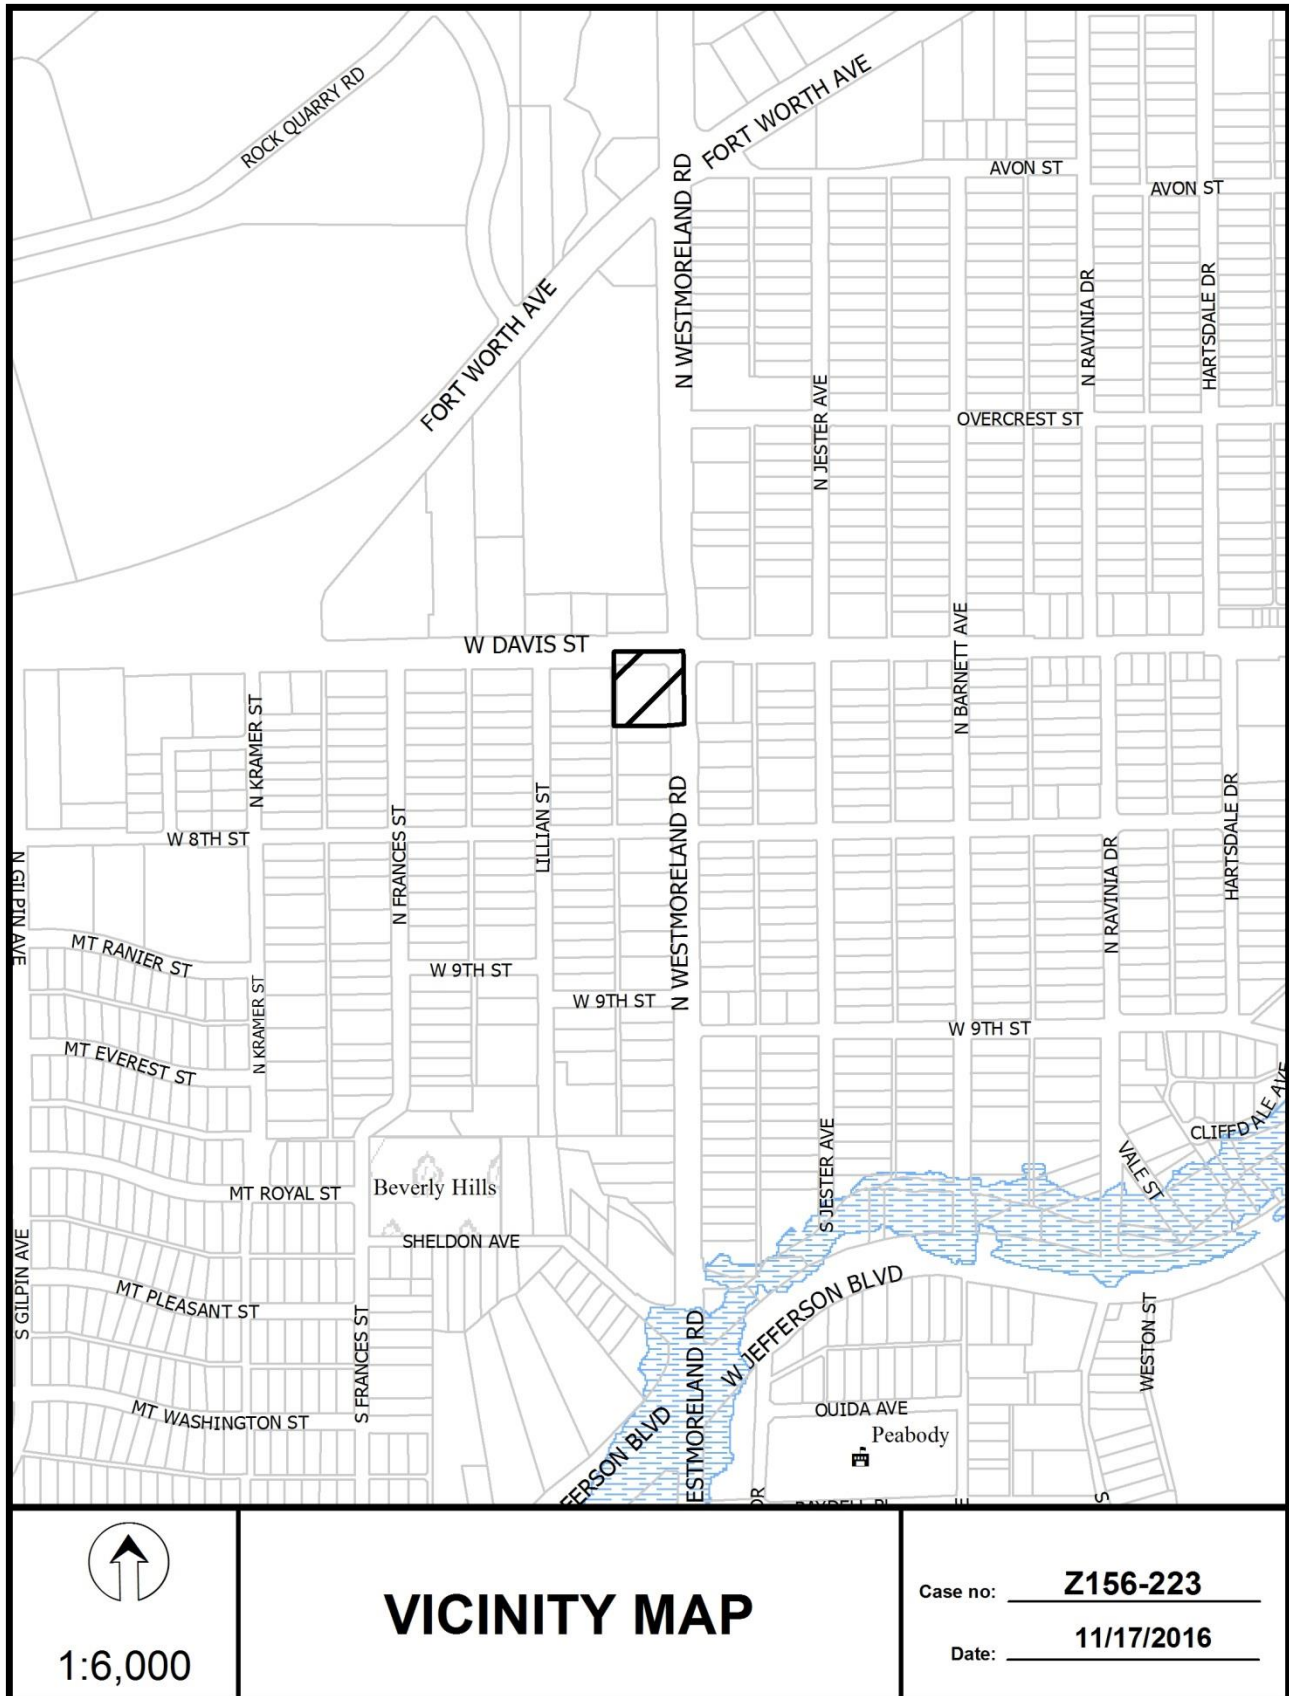 ROCK QUARRY RD
FORT WORTH AVE
AVON ST
AVON ST
N WESTMORELAND RD
FORT WORTH AVE
N RAVINIA DR
HARTSDALE DR
N JESTER AVE
OVERCREST ST
W DAVIS ST
N BARNETT AVE
N KRAMER ST
N FRANCES ST
LILLIAN ST
N WESTMORELAND RD
HARTSDALE DR
W 8TH ST
N GILPIN AVE
N RAVINIA DR
MT RANIER ST
W 9TH ST
W 9TH ST
W 9TH ST
N KRAMER ST
MT EVEREST ST
CLIFFDALE AVE
VALE ST
S JESTER AVE
MT ROYAL ST
Beverly Hills
SHELDON AVE
S GILPIN AVE
MT PLEASANT ST
S FRANCES ST
W JEFFERSON BLVD
WESTON ST
ESTMORELAND RD
MT WASHINGTON ST
OUIDA AVE
Peabody
FERSON BLVD
DR
S
1:6,000
VICINITY MAP
Case no: Z156-223
Date: 11/17/2016